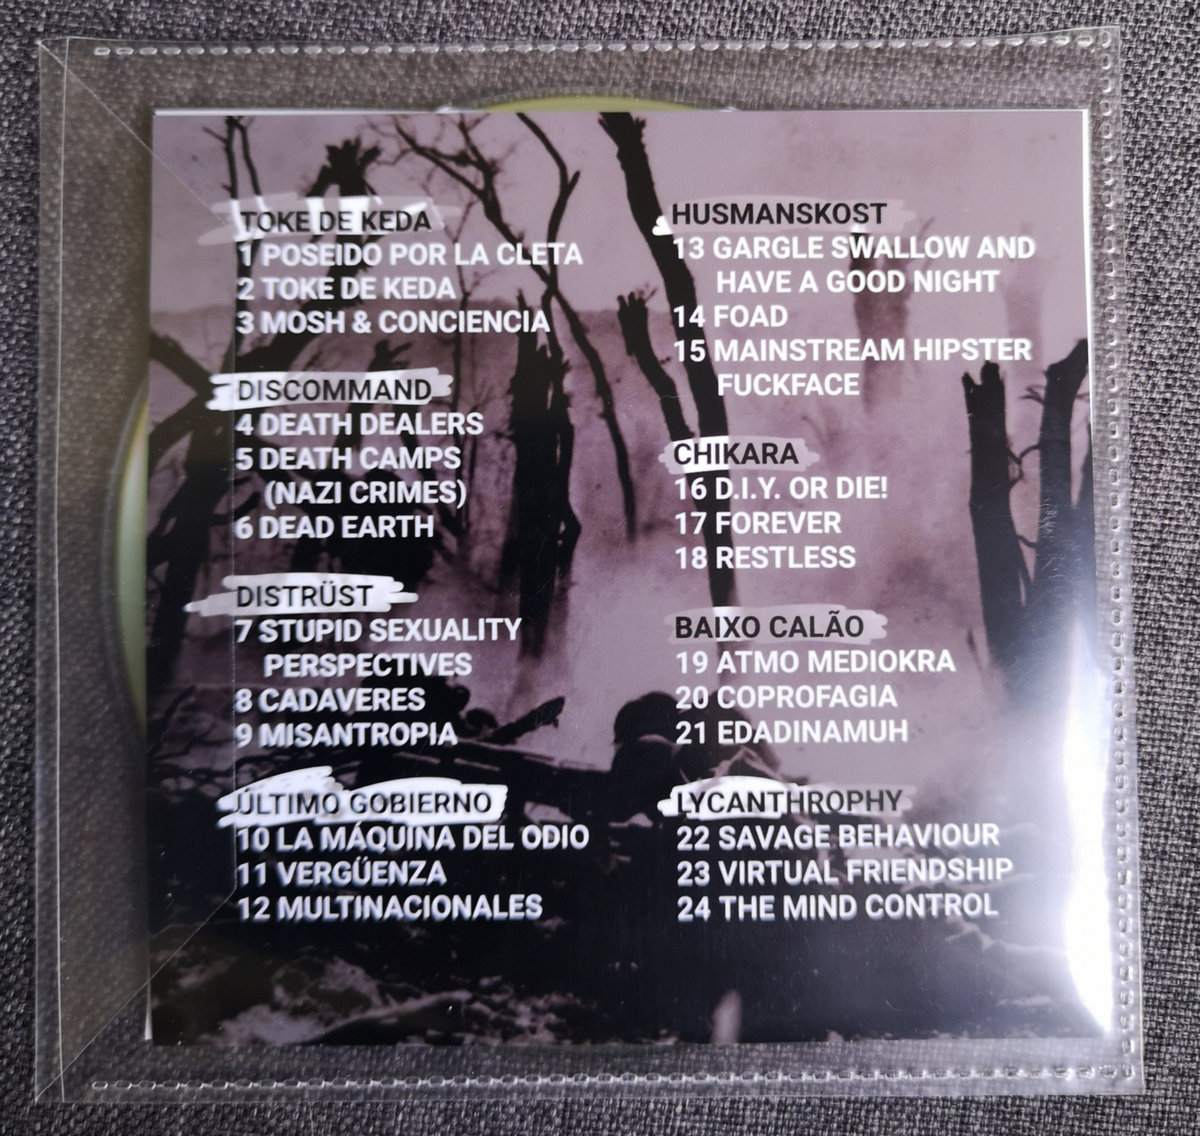 TOKE DE KEDA
1 POSEIDO POR LA CLETA
2 TOKE DE KEDA
3 MOSH & CONCIENCIA
DISCOMMAND
4 DEATH DEALERS
5 DEATH CAMPS
(NAZI CRIMES)
6 DEAD EARTH
DISTRÜST
7 STUPID SEXUALITY
PERSPECTIVES
8 CADAVERES
9 MISANTROPIA
ÚLTIMO GOBIERNO
10 LA MÁQUINA DEL ODIO
11 VERGÜENZA
12 MULTINACIONALES
HUSMANSKOST
13 GARGLE SWALLOW AND
HAVE A GOOD NIGHT
14 FOAD
15 MAINSTREAM HIPSTER
FUCKFACE
CHIKARA
16 D.I.Y. OR DIE!
17 FOREVER
18 RESTLESS
BAIXO CALÃO
19 ATMO MEDIOKRA
20 COPROFAGIA
21 EDADINAMUH
LYCANTHROPHY
22 SAVAGE BEHAVIOUR
23 VIRTUAL FRIENDSHIP
24 THE MIND CONTROL